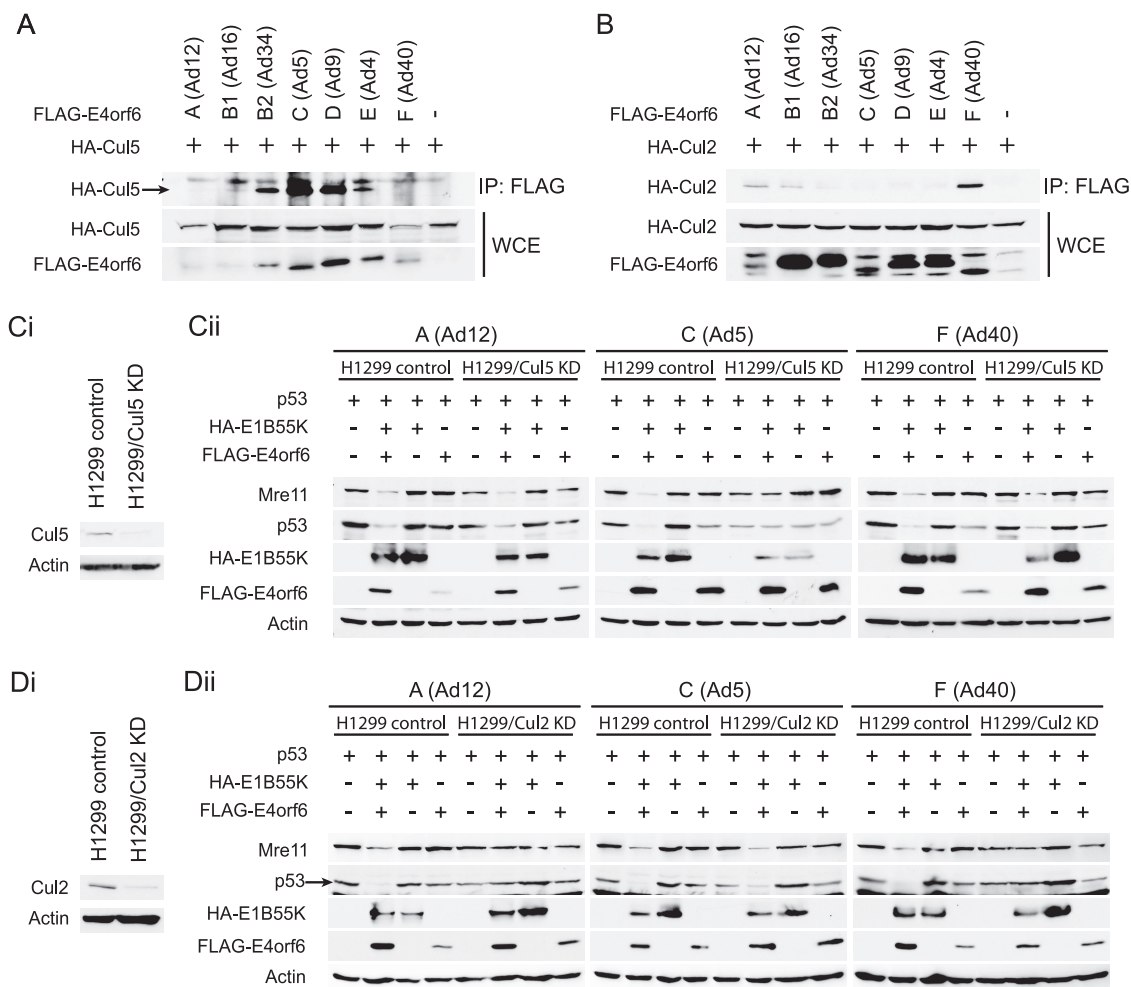 A
B
A (Ad12) B1 (Ad16) B2 (Ad34) C (Ad5) D (Ad9) E (Ad4) F (Ad40) -
A (Ad12) B1 (Ad16) B2 (Ad34) C (Ad5) D (Ad9) E (Ad4) F (Ad40) -
FLAG-E4orf6
FLAG-E4orf6
HA-Cul5 + + + + + + + +
HA-Cul2 + + + + + + + +
HA-Cul5 IP: FLAG
HA-Cul2 IP: FLAG
HA-Cul5
HA-Cul2
WCE
WCE
FLAG-E4orf6
FLAG-E4orf6
Ci
H1299 control H1299/Cul5 KD
Cul5
Actin
Cii
A (Ad12) C (Ad5) F (Ad40)
H1299 control H1299/Cul5 KD H1299 control H1299/Cul5 KD H1299 control H1299/Cul5 KD
p53 + + + + + + + + + + + + + + + + + + + + + + + +
HA-E1B55K - + + - - + + - - + + - - + + - - + + - - + + -
FLAG-E4orf6 - + - + - + - + - + - + - + - + - + - + - + - +
Mre11
p53
HA-E1B55K
FLAG-E4orf6
Actin
Di
H1299 control H1299/Cul2 KD
Cul2
Actin
Dii
A (Ad12) C (Ad5) F (Ad40)
H1299 control H1299/Cul2 KD H1299 control H1299/Cul2 KD H1299 control H1299/Cul2 KD
p53 + + + + + + + + + + + + + + + + + + + + + + + +
HA-E1B55K - + + - - + + - - + + - - + + - - + + - - + + -
FLAG-E4orf6 - + - + - + - + - + - + - + - + - + - + - + - +
Mre11
p53
HA-E1B55K
FLAG-E4orf6
Actin